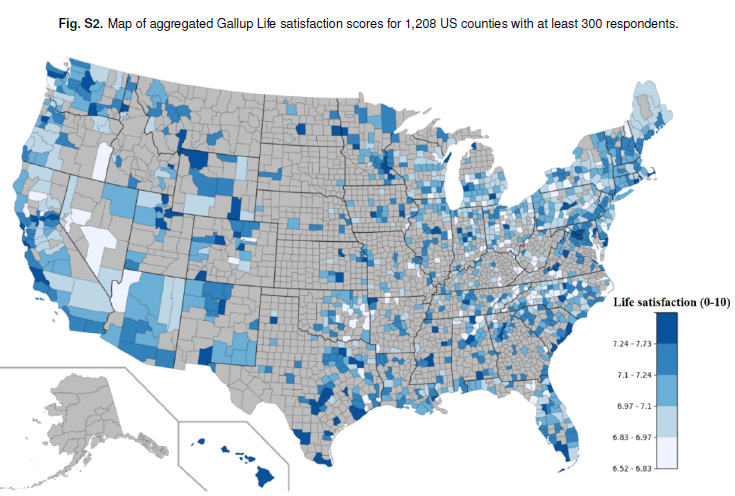 Fig. S2. Map of aggregated Gallup Life satisfaction scores for 1,208 US counties with at least 300 respondents.
Life satisfaction (0-10)
7.24 - 7.73
7.1 - 7.24
6.97 - 7.1
6.83 - 6.97
6.52 - 6.83